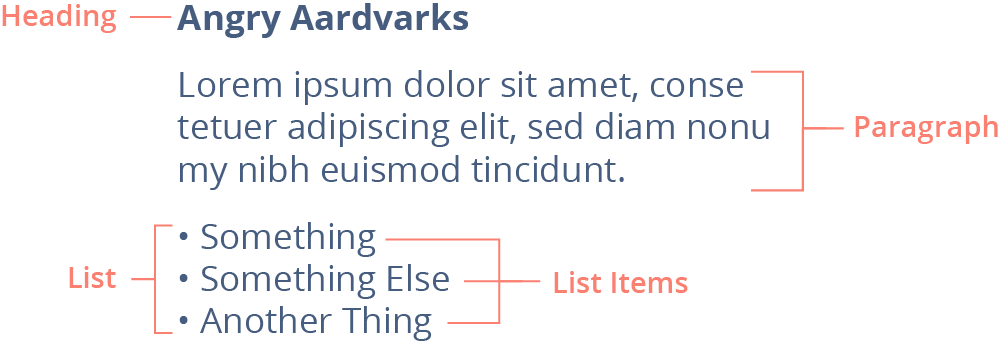 Heading
Angry Aardvarks
Lorem ipsum dolor sit amet, conse
tetuer adipiscing elit, sed diam nonu
my nibh euismod tincidunt.
Paragraph
List
• Something
• Something Else
• Another Thing
List Items